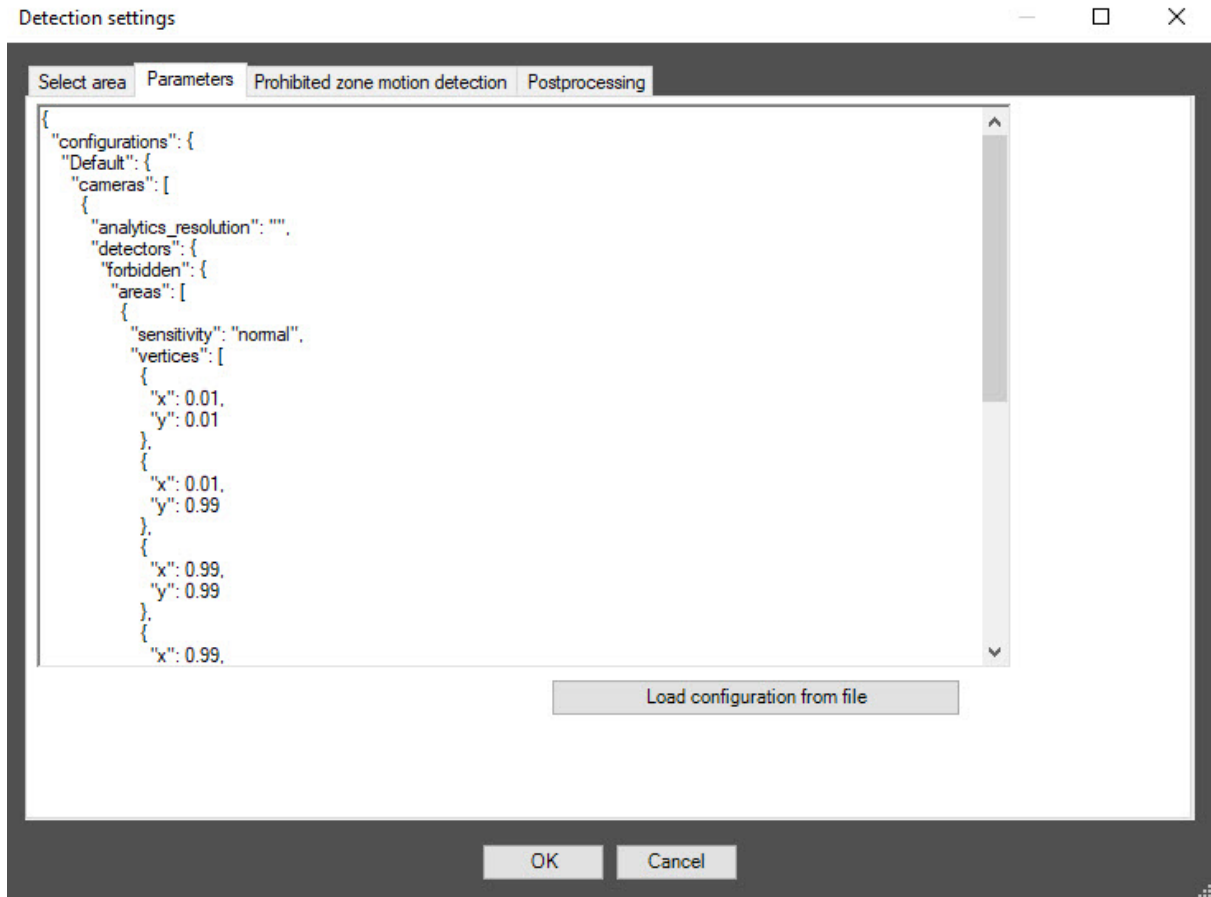 Detection settings
Select area Parameters Prohibited zone motion detection Postprocessing
{
"configurations": {
"Default": {
"cameras": [
{
"analytics_resolution": "",
"detectors": {
"forbidden": {
"areas": [
{
"sensitivity": "normal",
"vertices": [
{
"x": 0.01,
"y": 0.01
},
{
"x": 0.01,
"y": 0.99
},
{
"x": 0.99,
"y": 0.99
},
{
"x": 0.99,
Load configuration from file
OK Cancel